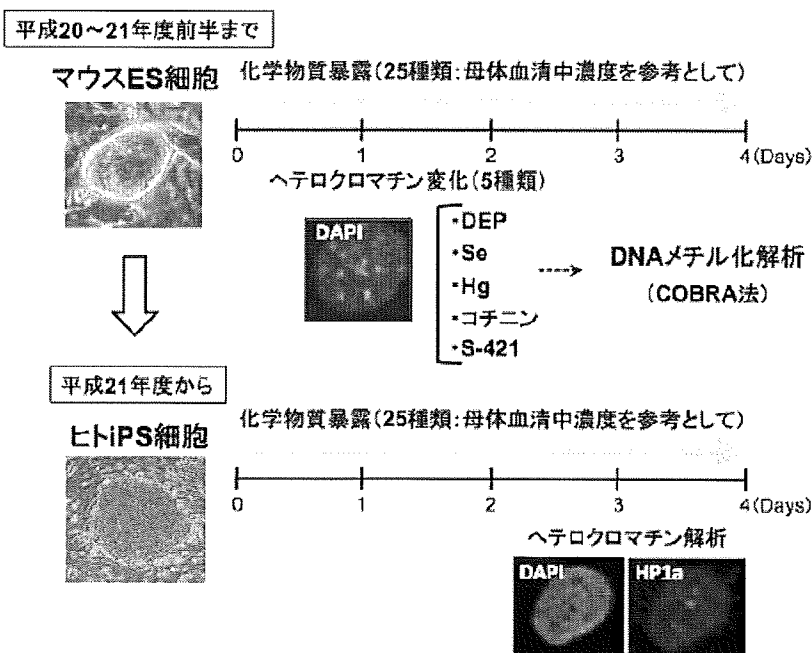 平成20～21年度前半まで
マウスES細胞
化学物質暴露(25種類:母体血清中濃度を参考として)
0 1 2 3 4(Days)
ヘテロクロマチン変化(5種類)
DAPI
・DEP
・Se
・Hg
・コチニン
・S-421
DNAメチル化解析
(COBRA法)
平成21年度から
ヒトiPS細胞
化学物質暴露(25種類:母体血清中濃度を参考として)
0 1 2 3 4(Days)
ヘテロクロマチン解析
DAPI HP1a